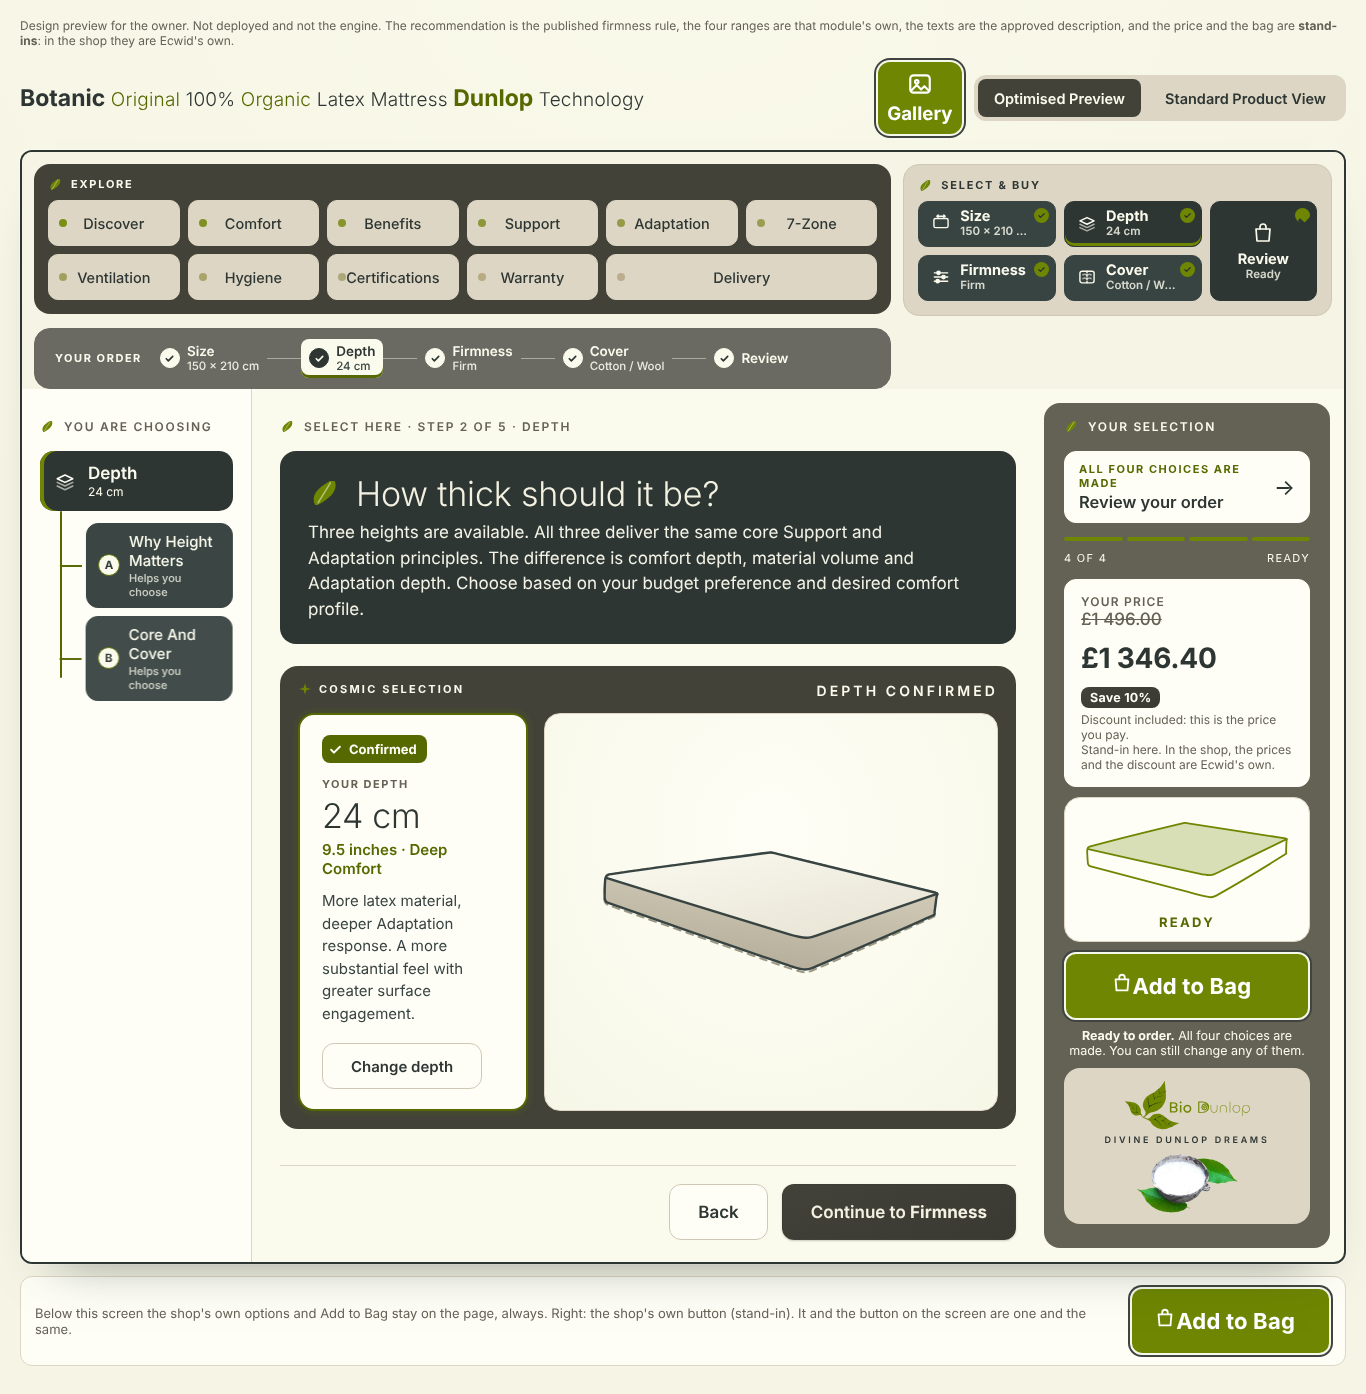 Design preview for the owner. Not deployed and not the engine. The recommendation is the published firmness rule, the four ranges are that module's own, the texts are the approved description, and the price and the bag are stand-
ins: in the shop they are Ecwid's own.
Botanic Original 100% Organic Latex Mattress Dunlop Technology
Gallery
Optimised Preview
Standard Product View
EXPLORE
Discover
Comfort
Benefits
Support
Adaptation
7-Zone
Ventilation
Hygiene
Certifications
Warranty
Delivery
SELECT & BUY
Size
150 × 210 ...
Depth
24 cm
Firmness
Firm
Cover
Cotton / W...
Review
Ready
YOUR ORDER
Size
150 × 210 cm
Depth
24 cm
Firmness
Firm
Cover
Cotton / Wool
Review
YOU ARE CHOOSING
Depth
24 cm
A
Why Height
Matters
Helps you
choose
B
Core And
Cover
Helps you
choose
SELECT HERE · STEP 2 OF 5 · DEPTH
How thick should it be?
Three heights are available. All three deliver the same core Support and
Adaptation principles. The difference is comfort depth, material volume and
Adaptation depth. Choose based on your budget preference and desired comfort
profile.
COSMIC SELECTION
DEPTH CONFIRMED
Confirmed
YOUR DEPTH
24 cm
9.5 inches · Deep
Comfort
More latex material,
deeper Adaptation
response. A more
substantial feel with
greater surface
engagement.
Change depth
Back
Continue to Firmness
YOUR SELECTION
ALL FOUR CHOICES ARE
MADE
Review your order
4 OF 4
READY
YOUR PRICE
£1 496.00
£1 346.40
Save 10%
Discount included: this is the price
you pay.
Stand-in here. In the shop, the prices
and the discount are Ecwid's own.
READY
Add to Bag
Ready to order. All four choices are
made. You can still change any of them.
Bio Dunlop
DIVINE DUNLOP DREAMS
Below this screen the shop's own options and Add to Bag stay on the page, always. Right: the shop's own button (stand-in). It and the button on the screen are one and the
same.
Add to Bag